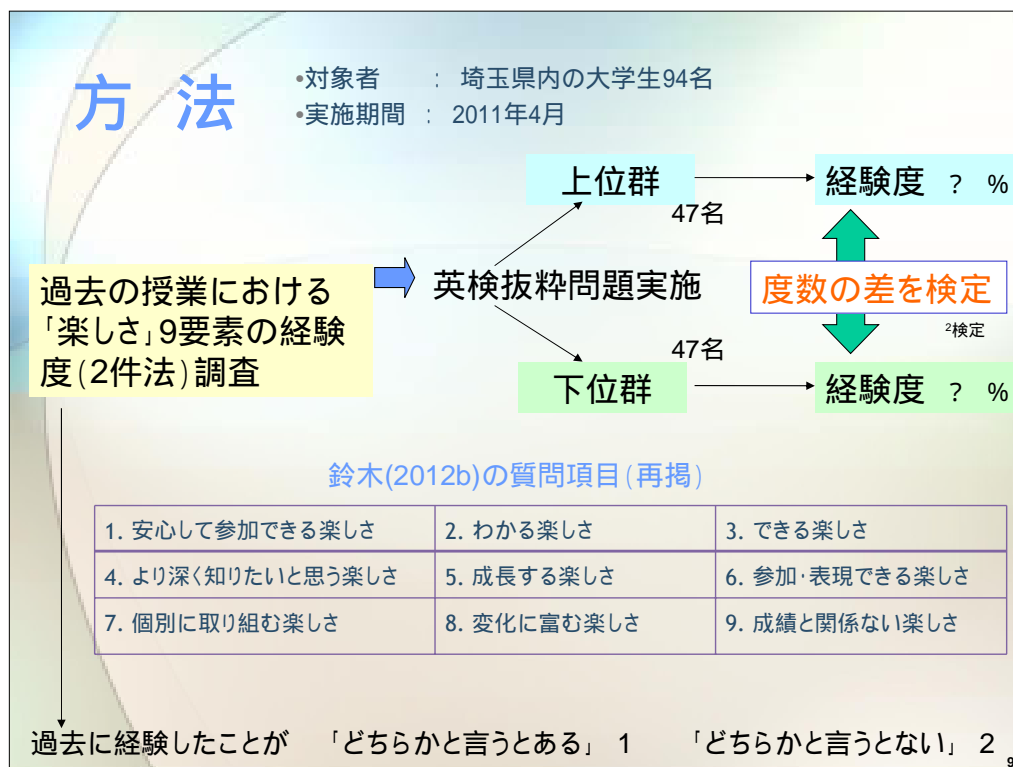 方 法
•対象者 : 埼玉県内の大学生94名
•実施期間 : 2011年4月
上位群
47名
経験度 ? %
過去の授業における
「楽しさ」9要素の経験
度(2件法)調査
英検抜粋問題実施
度数の差を検定
²検定
47名
下位群
経験度 ? %
鈴木(2012b)の質問項目(再掲)
1. 安心して参加できる楽しさ
2. わかる楽しさ
3. できる楽しさ
4. より深く知りたいと思う楽しさ
5. 成長する楽しさ
6. 参加・表現できる楽しさ
7. 個別に取り組む楽しさ
8. 変化に富む楽しさ
9. 成績と関係ない楽しさ
過去に経験したことが 「どちらかと言うとある」 1 「どちらかと言うとない」 2
9